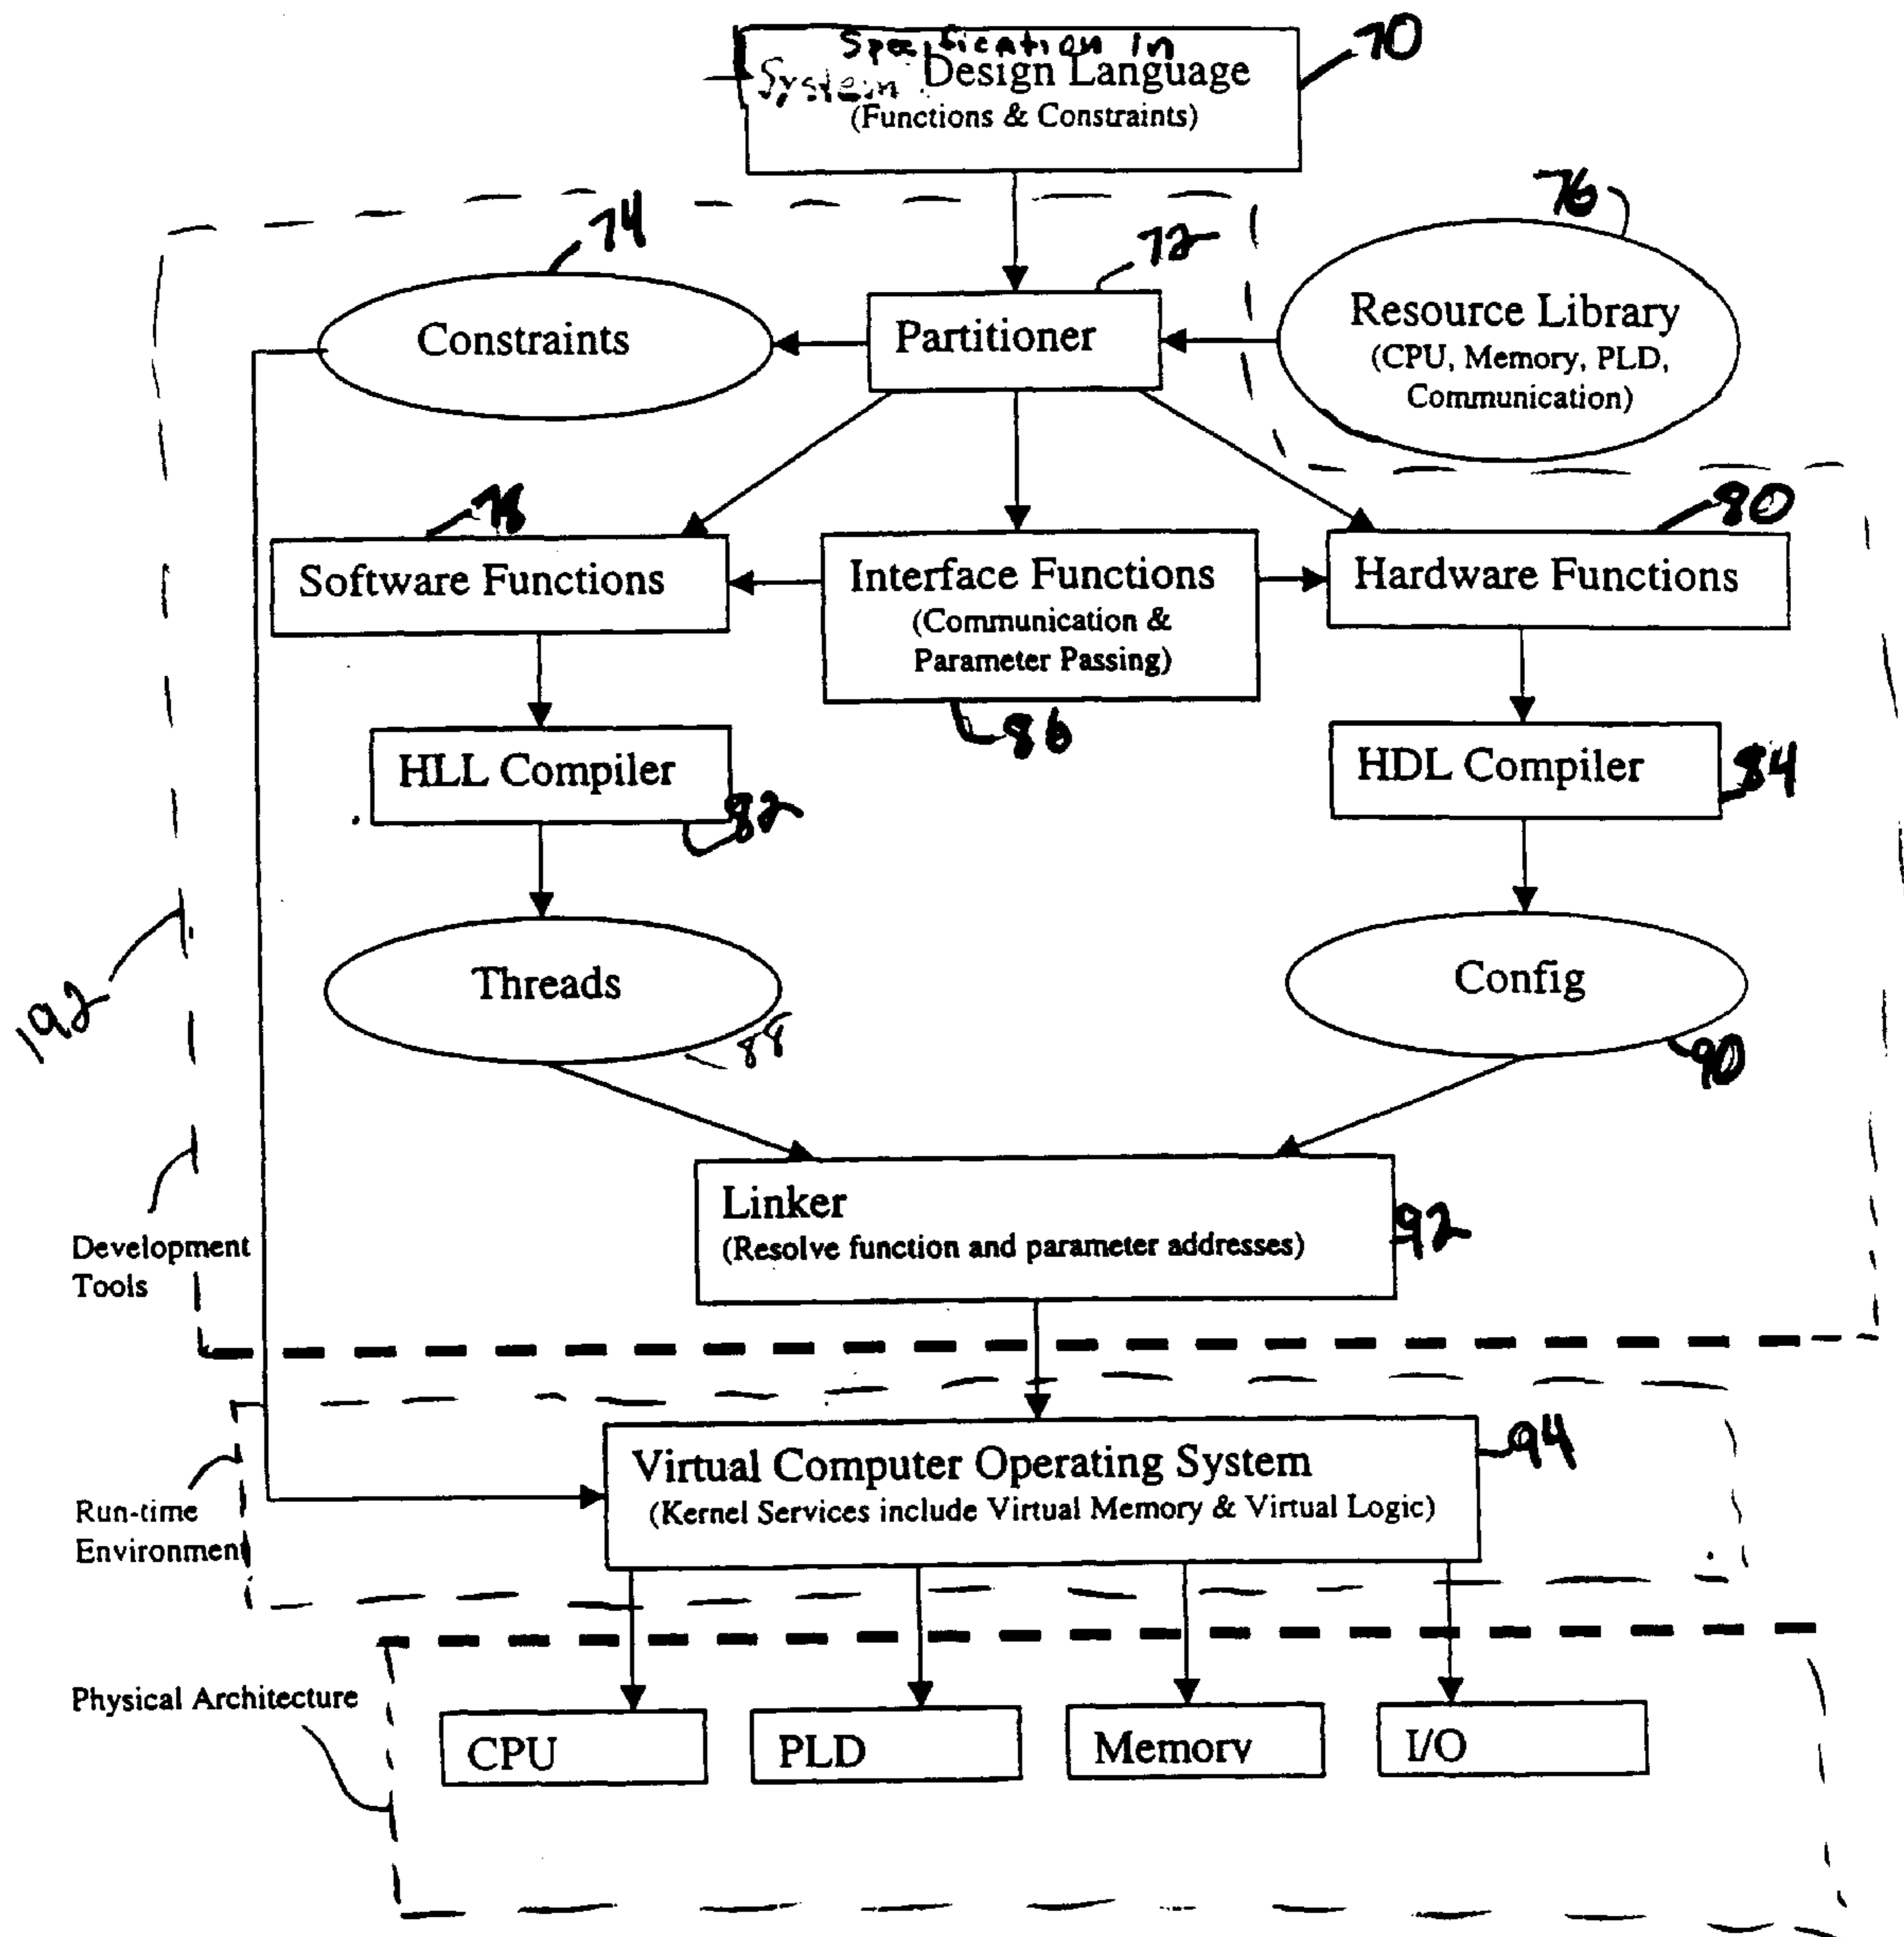 Specification in
System Design Language
(Functions & Constraints)
70
74
72
76
Constraints
Partitioner
Resource Library
(CPU, Memory, PLD,
Communication)
78
80
Software Functions
Interface Functions
(Communication &
Parameter Passing)
Hardware Functions
86
HLL Compiler
82
HDL Compiler
84
192
Threads
88
Config
90
Linker
(Resolve function and parameter addresses)
92
Development
Tools
Virtual Computer Operating System
(Kernel Services include Virtual Memory & Virtual Logic)
94
Run-time
Environment
Physical Architecture
CPU
PLD
Memory
I/O